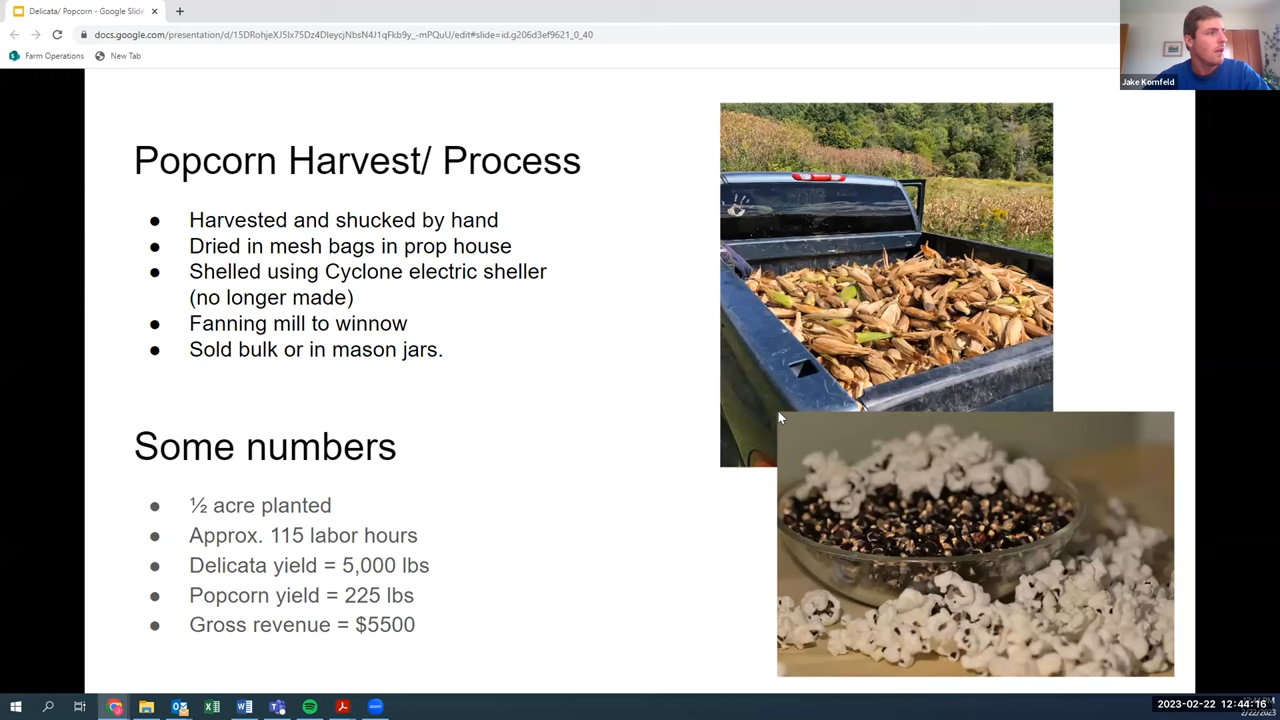 Delicata/ Popcorn - Google Slide
docs.google.com/presentation/d/15DRohjeXJ5Ix75Dz4DIeycjNbsN4J1qFkb9y_-mPQuU/edit#slide=id.g206d3ef9621_0_40
Farm Operations
New Tab
Jake Kornfeld
Popcorn Harvest/ Process
● Harvested and shucked by hand
● Dried in mesh bags in prop house
● Shelled using Cyclone electric sheller
(no longer made)
● Fanning mill to winnow
● Sold bulk or in mason jars.
Some numbers
● ½ acre planted
● Approx. 115 labor hours
● Delicata yield = 5,000 lbs
● Popcorn yield = 225 lbs
● Gross revenue = $5500
2023-02-22 12:44:16